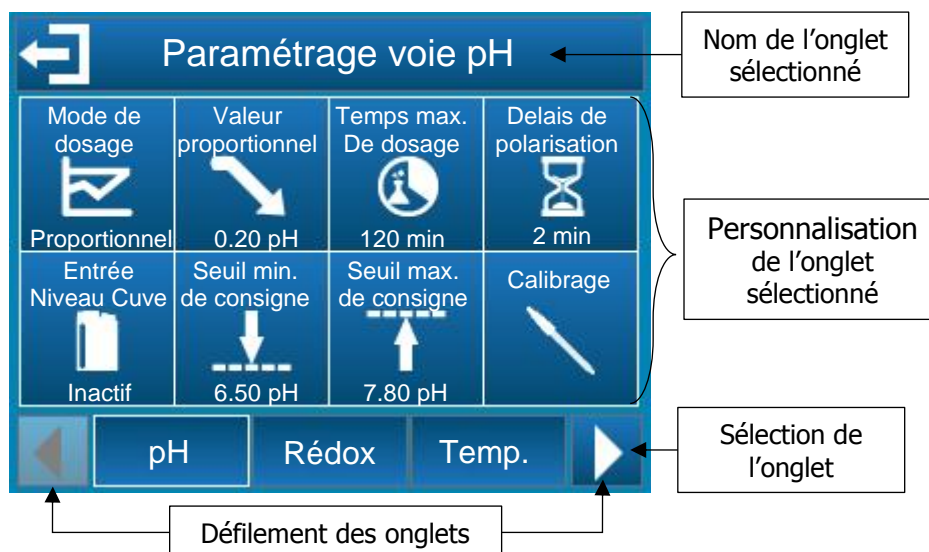 Paramétrage voie pH
Nom de l'onglet
sélectionné
Mode de
dosage
Proportionnel
Valeur
proportionnel
0.20 pH
Temps max.
De dosage
120 min
Delais de
polarisation
2 min
Entrée
Niveau Cuve
Inactif
Seuil min.
de consigne
6.50 pH
Seuil max.
de consigne
7.80 pH
Calibrage
Personnalisation
de l'onglet
sélectionné
pH
Rédox
Temp.
Sélection de
l'onglet
Défilement des onglets